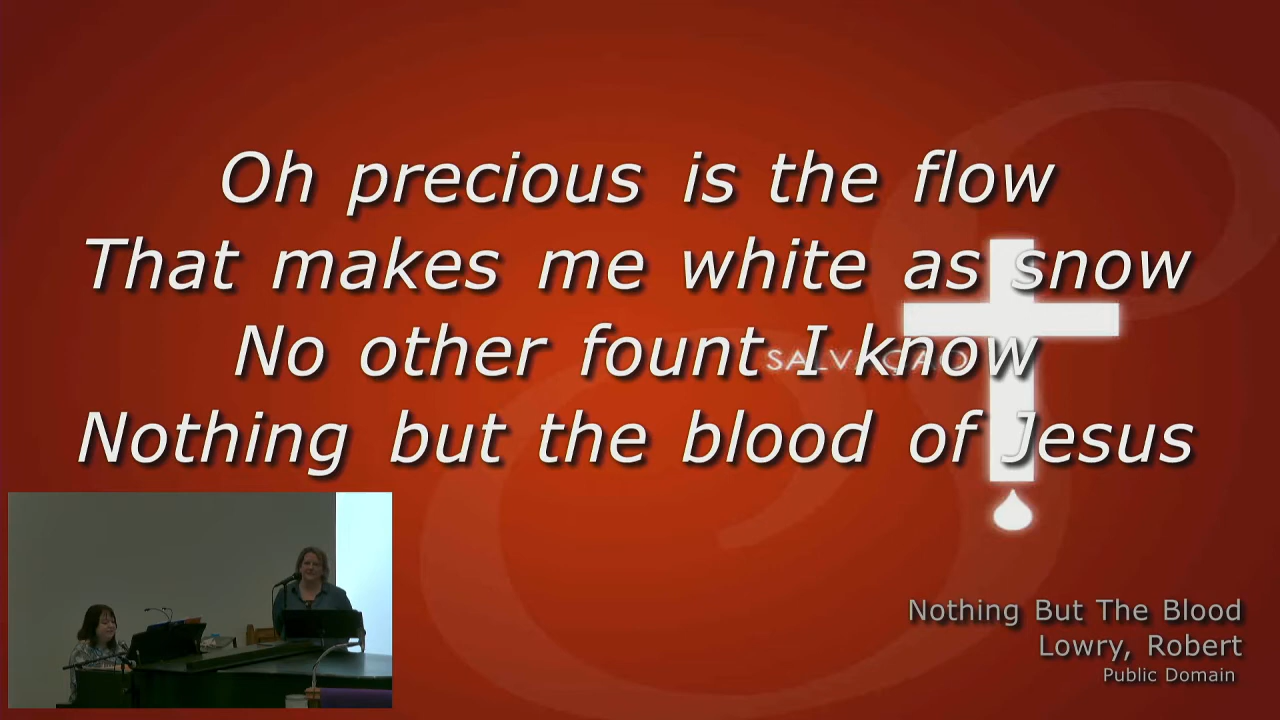 Oh precious is the flow
That makes me white as snow
No other fount I know
Nothing but the blood of Jesus
Nothing But The Blood
Lowry, Robert
Public Domain